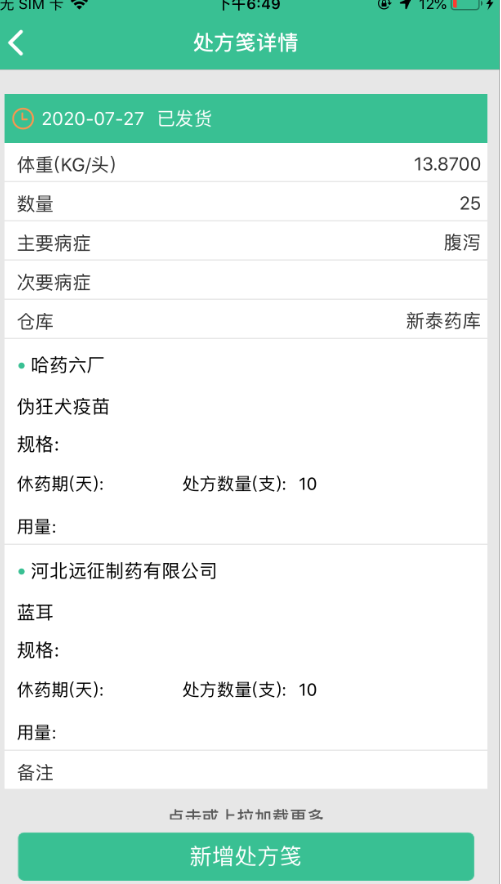 无 SIM 卡 下午6:49 12%
处方笺详情
2020-07-27 已发货
体重(KG/头) 13.8700
数量 25
主要病症 腹泻
次要病症
仓库 新泰药库
哈药六厂
伪狂犬疫苗
规格:
休药期(天): 处方数量(支): 10
用量:
河北远征制药有限公司
蓝耳
规格:
休药期(天): 处方数量(支): 10
用量:
备注
点击或上拉加载更多
新增处方笺